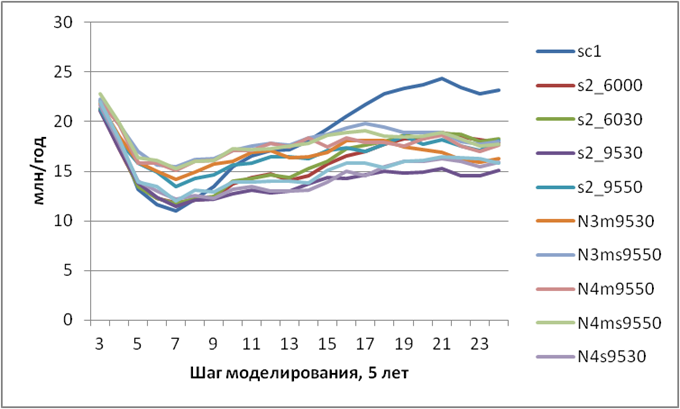 30
25
20
15
10
5
0
млн/год
3 5 7 9 11 13 15 17 19 21 23
Шаг моделирования, 5 лет
sc1
s2_6000
s2_6030
s2_9530
s2_9550
N3m9530
N3ms9550
N4m9550
N4ms9550
N4s9530